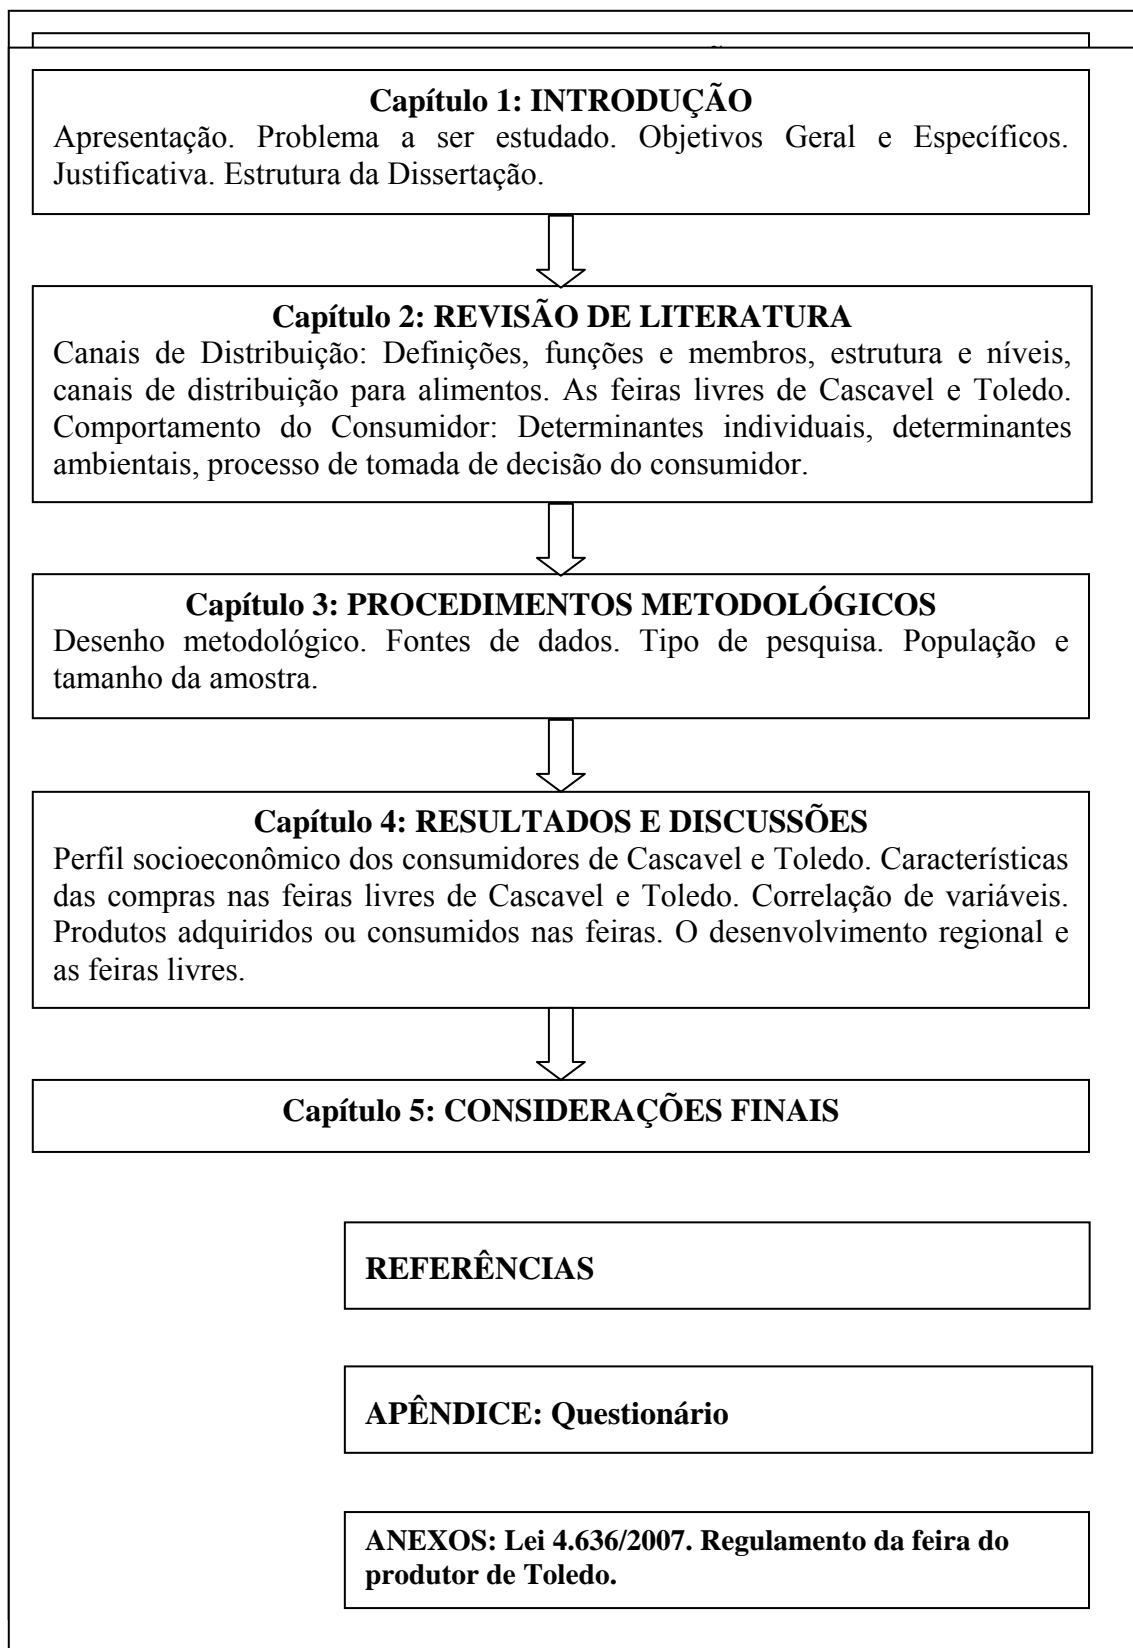 Capítulo 1: INTRODUÇÃO
Apresentação. Problema a ser estudado. Objetivos Geral e Específicos.
Justificativa. Estrutura da Dissertação.
Capítulo 2: REVISÃO DE LITERATURA
Canais de Distribuição: Definições, funções e membros, estrutura e níveis,
canais de distribuição para alimentos. As feiras livres de Cascavel e Toledo.
Comportamento do Consumidor: Determinantes individuais, determinantes
ambientais, processo de tomada de decisão do consumidor.
Capítulo 3: PROCEDIMENTOS METODOLÓGICOS
Desenho metodológico. Fontes de dados. Tipo de pesquisa. População e
tamanho da amostra.
Capítulo 4: RESULTADOS E DISCUSSÕES
Perfil socioeconômico dos consumidores de Cascavel e Toledo. Características
das compras nas feiras livres de Cascavel e Toledo. Correlação de variáveis.
Produtos adquiridos ou consumidos nas feiras. O desenvolvimento regional e
as feiras livres.
Capítulo 5: CONSIDERAÇÕES FINAIS
REFERÊNCIAS
APÊNDICE: Questionário
ANEXOS: Lei 4.636/2007. Regulamento da feira do
produtor de Toledo.